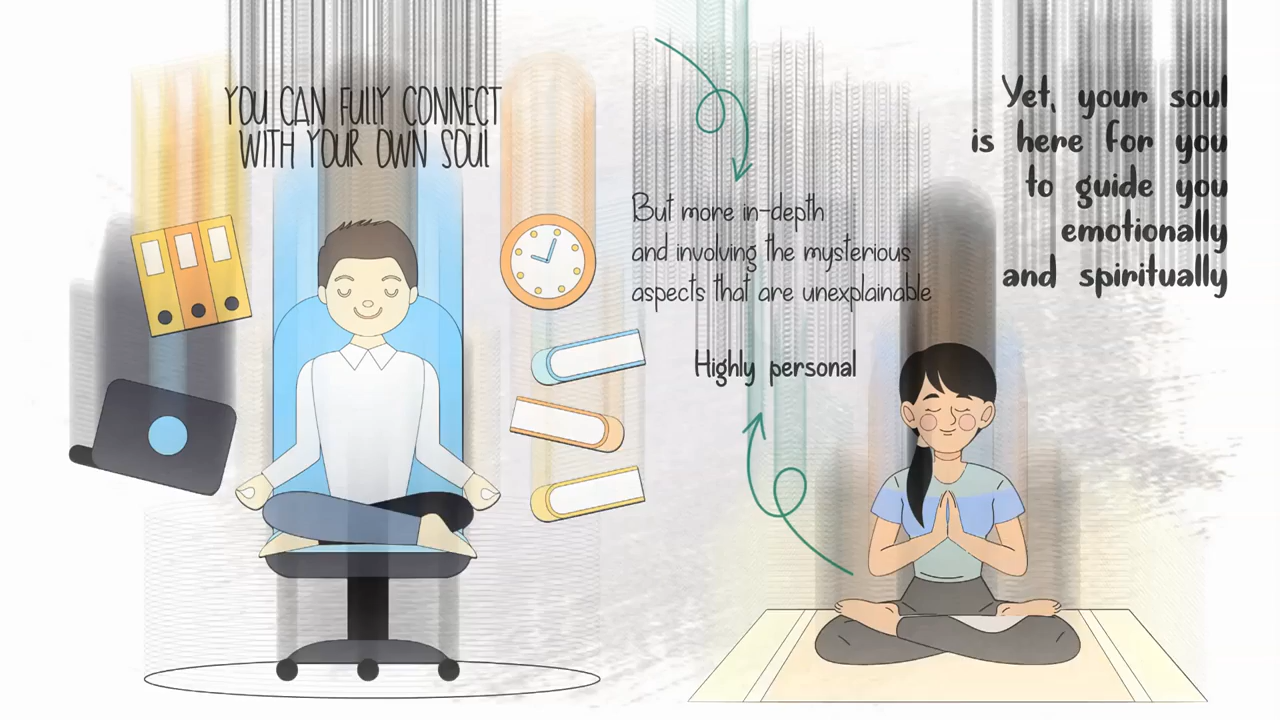 YOU CAN FULLY CONNECT
WITH YOUR OWN SOUL
But more in-depth
and involving the mysterious
aspects that are unexplainable
Highly personal
Yet, your soul
is here for you
to guide you
emotionally
and spiritually